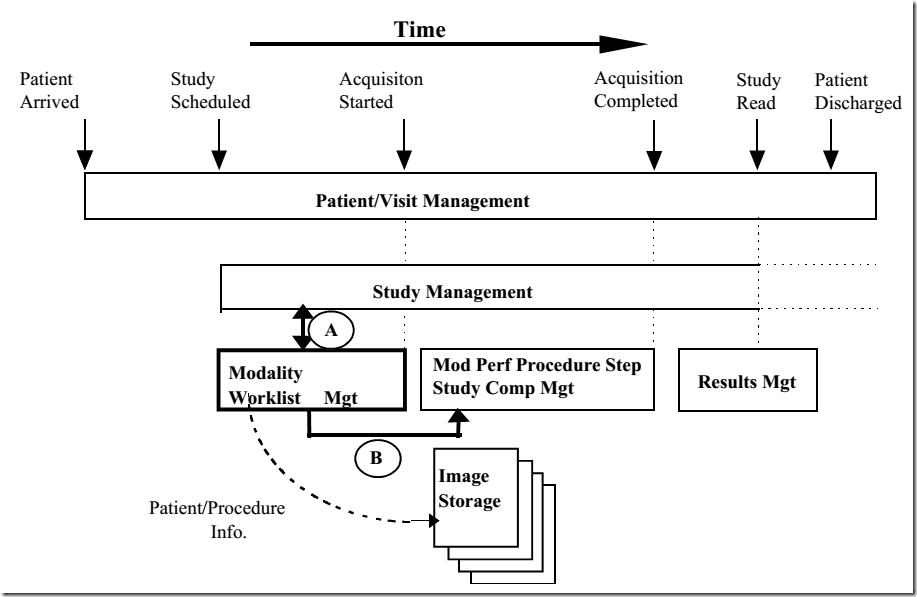 Time
Patient
Arrived
Study
Scheduled
Acquisiton
Started
Acquisition
Completed
Study
Read
Patient
Discharged
Patient/Visit Management
Study Management
A
Modality
Worklist Mgt
Mod Perf Procedure Step
Study Comp Mgt
Results Mgt
B
Image
Storage
Patient/Procedure
Info.